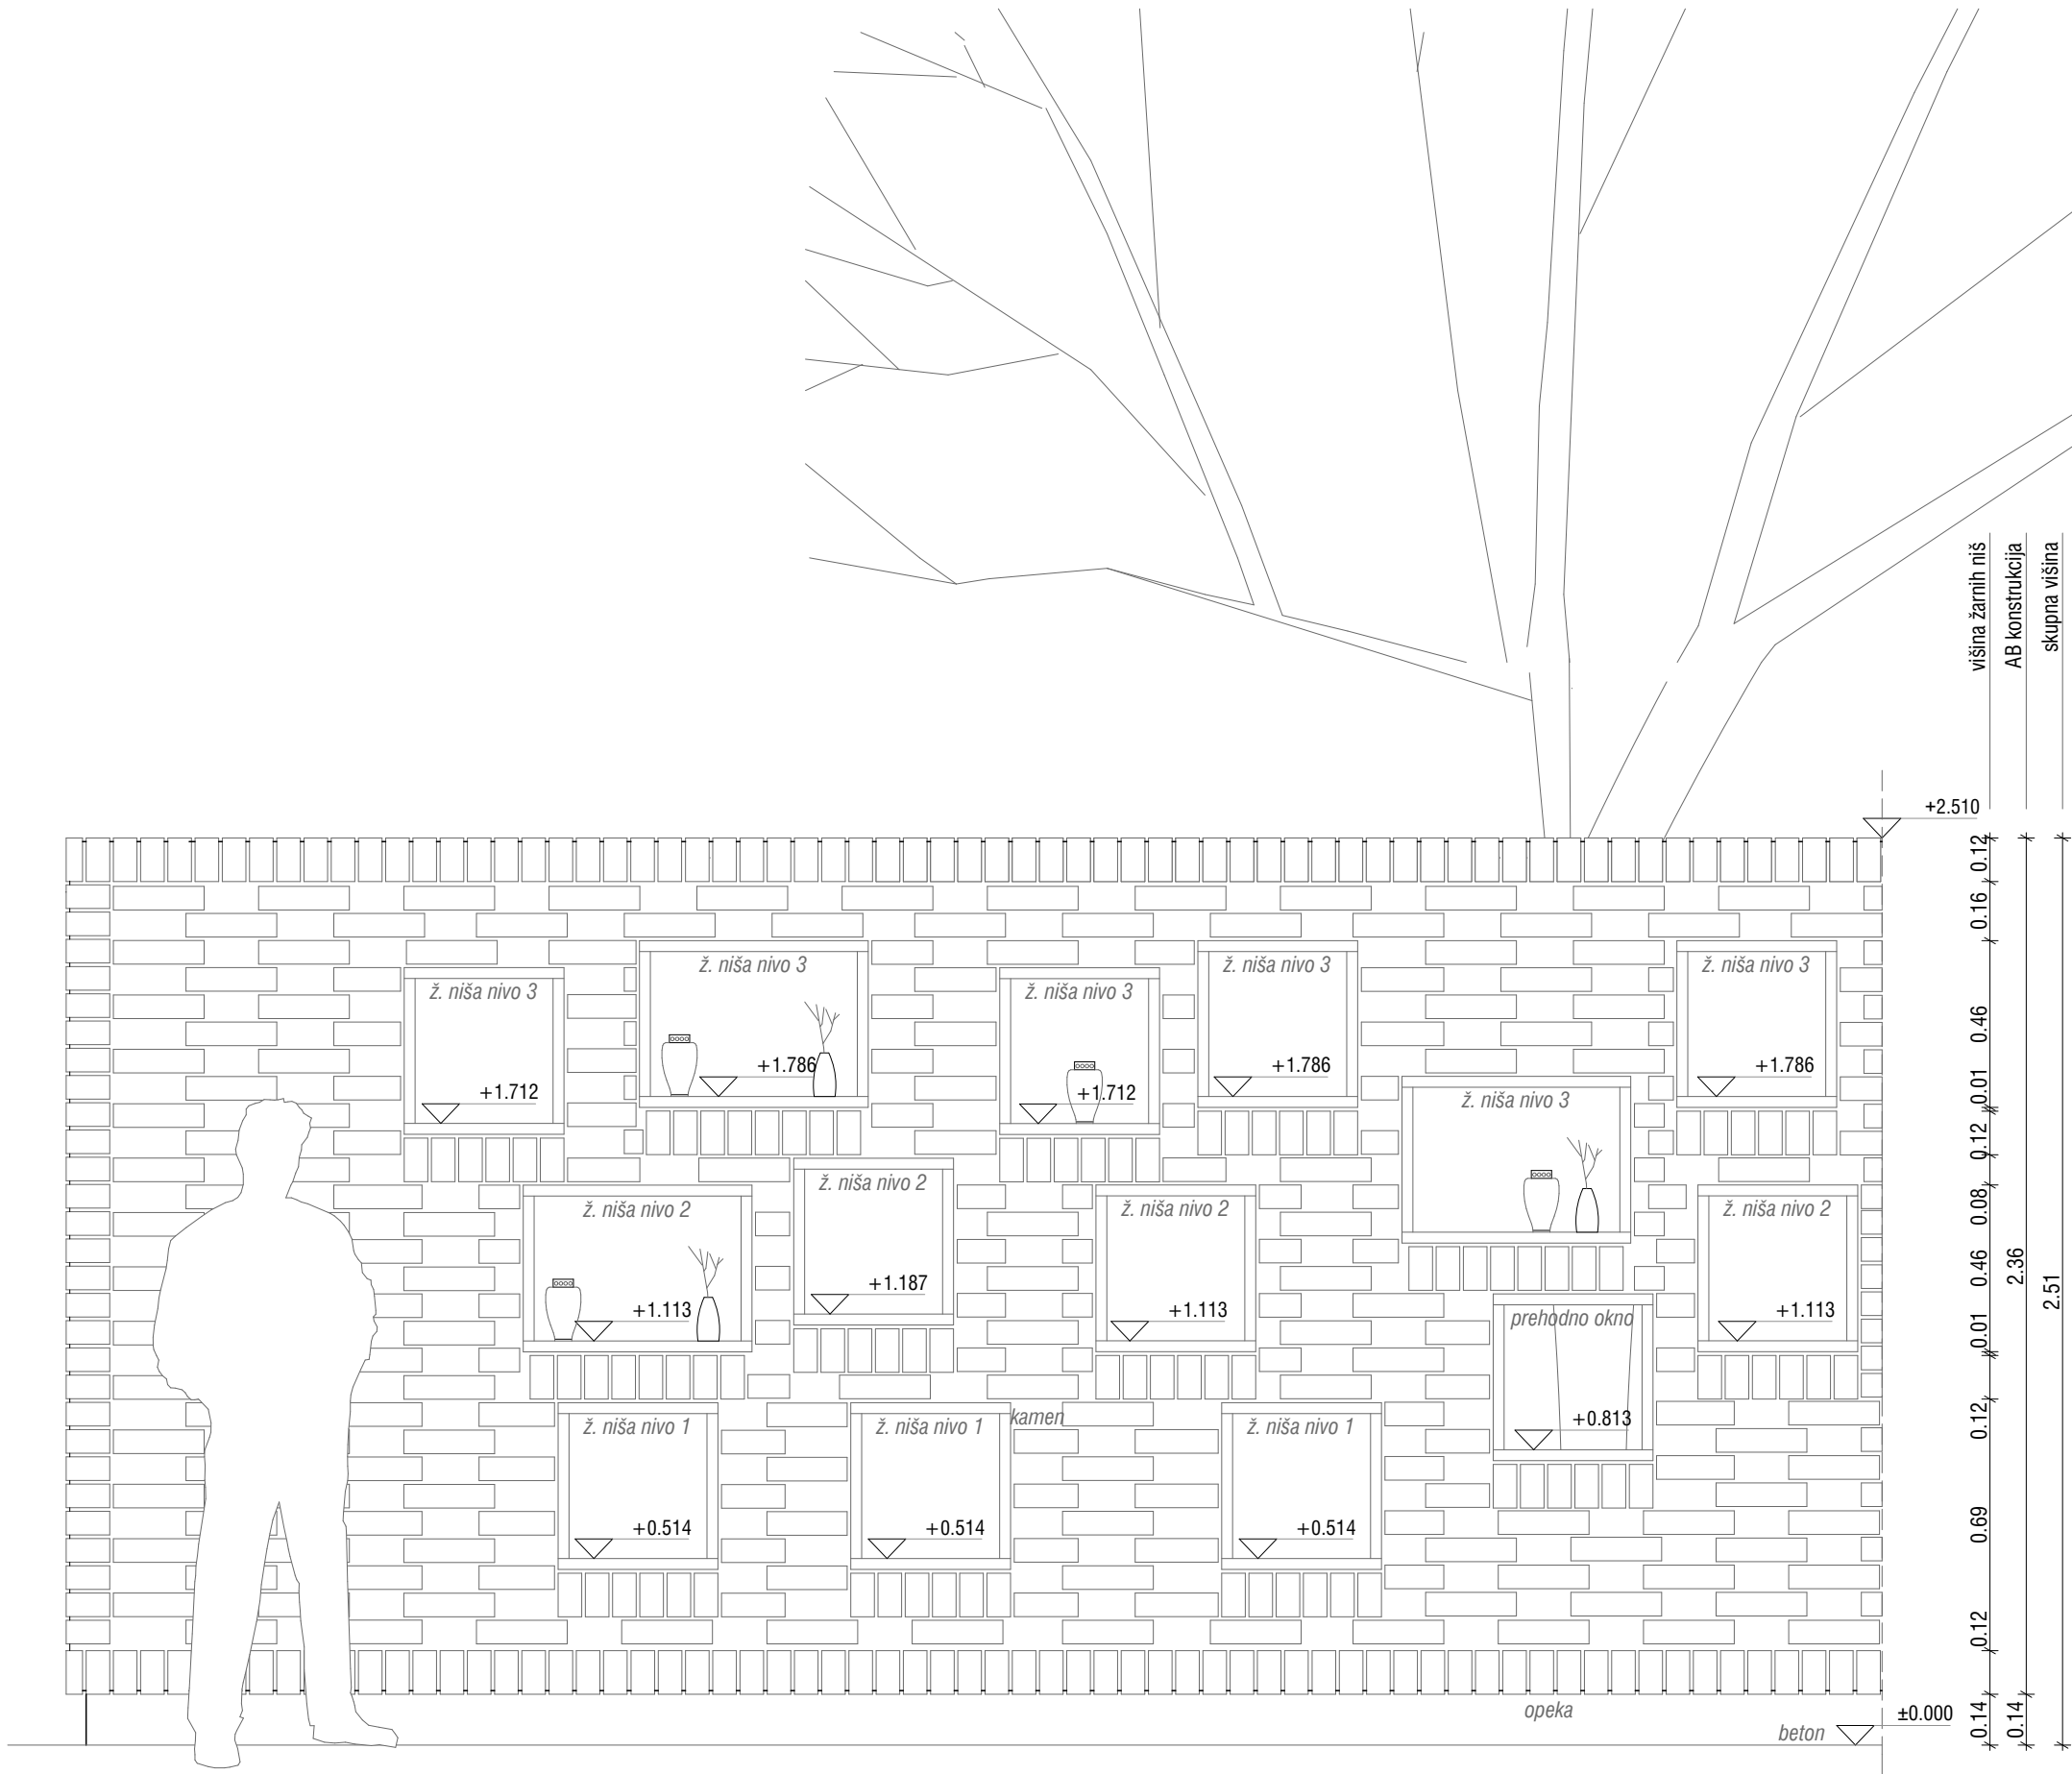 višina žarnih niš
AB konstrukcija
skupna višina
+2.510
0.12
0.16
ž. niša nivo 3
ž. niša nivo 3
ž. niša nivo 3
ž. niša nivo 3
ž. niša nivo 3
0.46
+1.786
+1.786
+1.786
+1.712
+1.712
0.01
ž. niša nivo 3
0.12
ž. niša nivo 2
ž. niša nivo 2
ž. niša nivo 2
ž. niša nivo 2
0.08
0.46
2.36
2.51
+1.187
+1.113
+1.113
+1.113
prehodno okno
0.01
ž. niša nivo 1
ž. niša nivo 1
kamen
ž. niša nivo 1
+0.813
0.12
+0.514
+0.514
+0.514
0.69
0.12
opeka
±0.000
beton
0.14
0.14